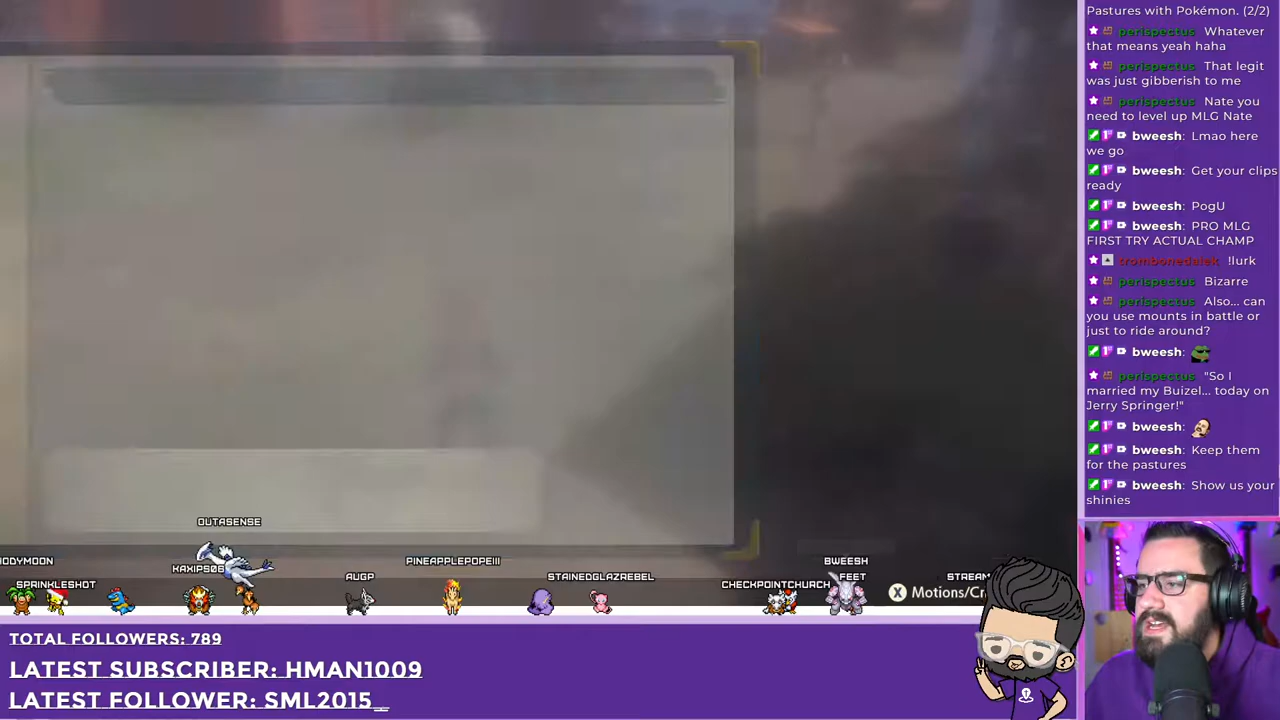 Pastures with Pokémon. (2/2)
perispectus Whatever
that means yeah haha
perispectus That legit
was just gibberish to me
perispectus Nate you
need to level up MLG Nate
bweesh: Lmao here
we go
bweesh: Get your clips
ready
bweesh: PogU
bweesh: PRO MLG
FIRST TRY ACTUAL CHAMP
trombonedalek !lurk
perispectus Bizarre
perispectus Also... can
you use mounts in battle or
just to ride around?
bweesh:
perispectus "So I
married my Buizel... today on
Jerry Springer!"
bweesh:
bweesh: Keep them
for the pastures
bweesh: Show us your
shinies
OUTASENSE
ODYMOON
KAXIPS06
PINEAPPLEPOPEIII
BWEESH
SPRINKLESHOT
AUGP
STAINEDGLAZREBEL
CHECKPOINTCHURCH
FEET
STREAM
X Motions/Cr
TOTAL FOLLOWERS: 789
LATEST SUBSCRIBER: HMAN1009
LATEST FOLLOWER: SML2015_